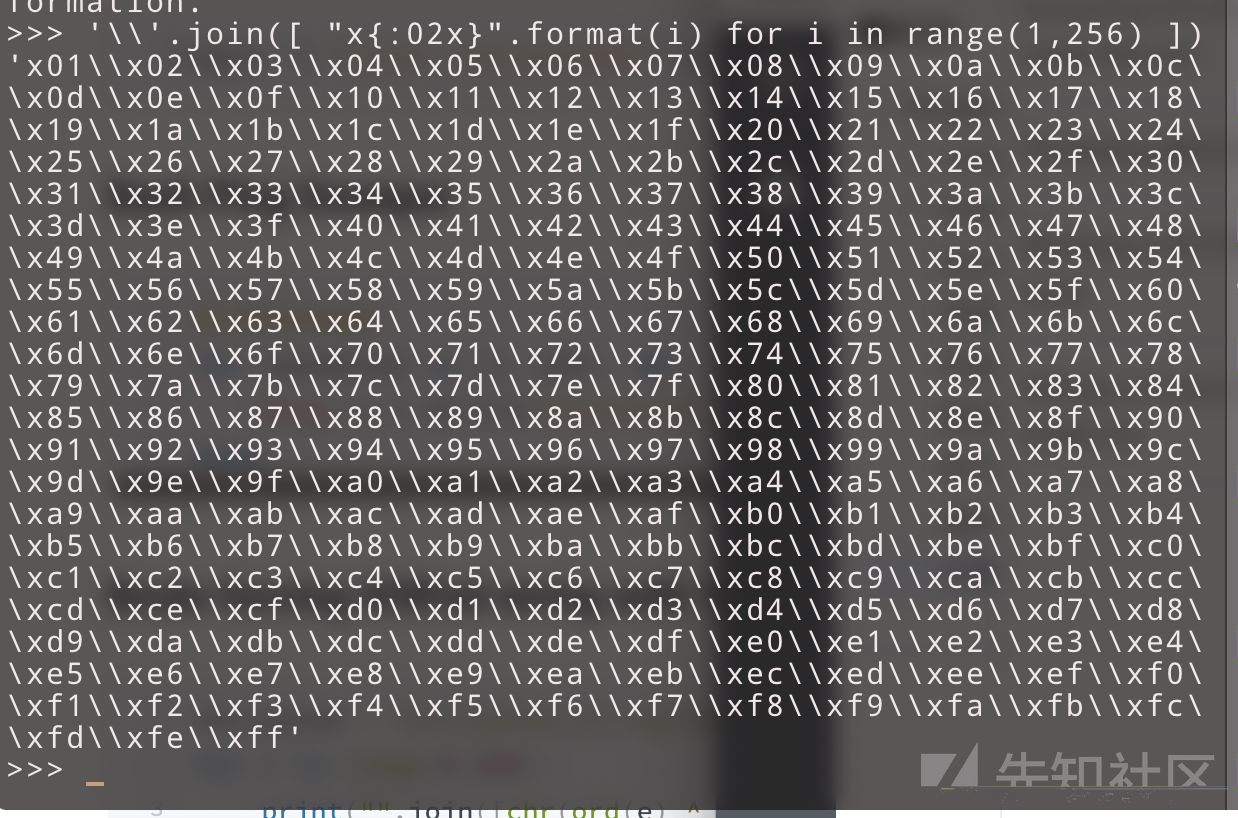 formation.
>>> '\\'.join([ "x{:02x}".format(i) for i in range(1,256) ])
'x01\\x02\\x03\\x04\\x05\\x06\\x07\\x08\\x09\\x0a\\x0b\\x0c\
\x0d\\x0e\\x0f\\x10\\x11\\x12\\x13\\x14\\x15\\x16\\x17\\x18\
\x19\\x1a\\x1b\\x1c\\x1d\\x1e\\x1f\\x20\\x21\\x22\\x23\\x24\
\x25\\x26\\x27\\x28\\x29\\x2a\\x2b\\x2c\\x2d\\x2e\\x2f\\x30\
\x31\\x32\\x33\\x34\\x35\\x36\\x37\\x38\\x39\\x3a\\x3b\\x3c\
\x3d\\x3e\\x3f\\x40\\x41\\x42\\x43\\x44\\x45\\x46\\x47\\x48\
\x49\\x4a\\x4b\\x4c\\x4d\\x4e\\x4f\\x50\\x51\\x52\\x53\\x54\
\x55\\x56\\x57\\x58\\x59\\x5a\\x5b\\x5c\\x5d\\x5e\\x5f\\x60\
\x61\\x62\\x63\\x64\\x65\\x66\\x67\\x68\\x69\\x6a\\x6b\\x6c\
\x6d\\x6e\\x6f\\x70\\x71\\x72\\x73\\x74\\x75\\x76\\x77\\x78\
\x79\\x7a\\x7b\\x7c\\x7d\\x7e\\x7f\\x80\\x81\\x82\\x83\\x84\
\x85\\x86\\x87\\x88\\x89\\x8a\\x8b\\x8c\\x8d\\x8e\\x8f\\x90\
\x91\\x92\\x93\\x94\\x95\\x96\\x97\\x98\\x99\\x9a\\x9b\\x9c\
\x9d\\x9e\\x9f\\xa0\\xa1\\xa2\\xa3\\xa4\\xa5\\xa6\\xa7\\xa8\
\xa9\\xaa\\xab\\xac\\xad\\xae\\xaf\\xb0\\xb1\\xb2\\xb3\\xb4\
\xb5\\xb6\\xb7\\xb8\\xb9\\xba\\xbb\\xbc\\xbd\\xbe\\xbf\\xc0\
\xc1\\xc2\\xc3\\xc4\\xc5\\xc6\\xc7\\xc8\\xc9\\xca\\xcb\\xcc\
\xcd\\xce\\xcf\\xd0\\xd1\\xd2\\xd3\\xd4\\xd5\\xd6\\xd7\\xd8\
\xd9\\xda\\xdb\\xdc\\xdd\\xde\\xdf\\xe0\\xe1\\xe2\\xe3\\xe4\
\xe5\\xe6\\xe7\\xe8\\xe9\\xea\\xeb\\xec\\xed\\xee\\xef\\xf0\
\xf1\\xf2\\xf3\\xf4\\xf5\\xf6\\xf7\\xf8\\xf9\\xfa\\xfb\\xfc\
\xfd\\xfe\\xff'
>>> _
先知社区
3 print("".join([chr(ord(e) ^